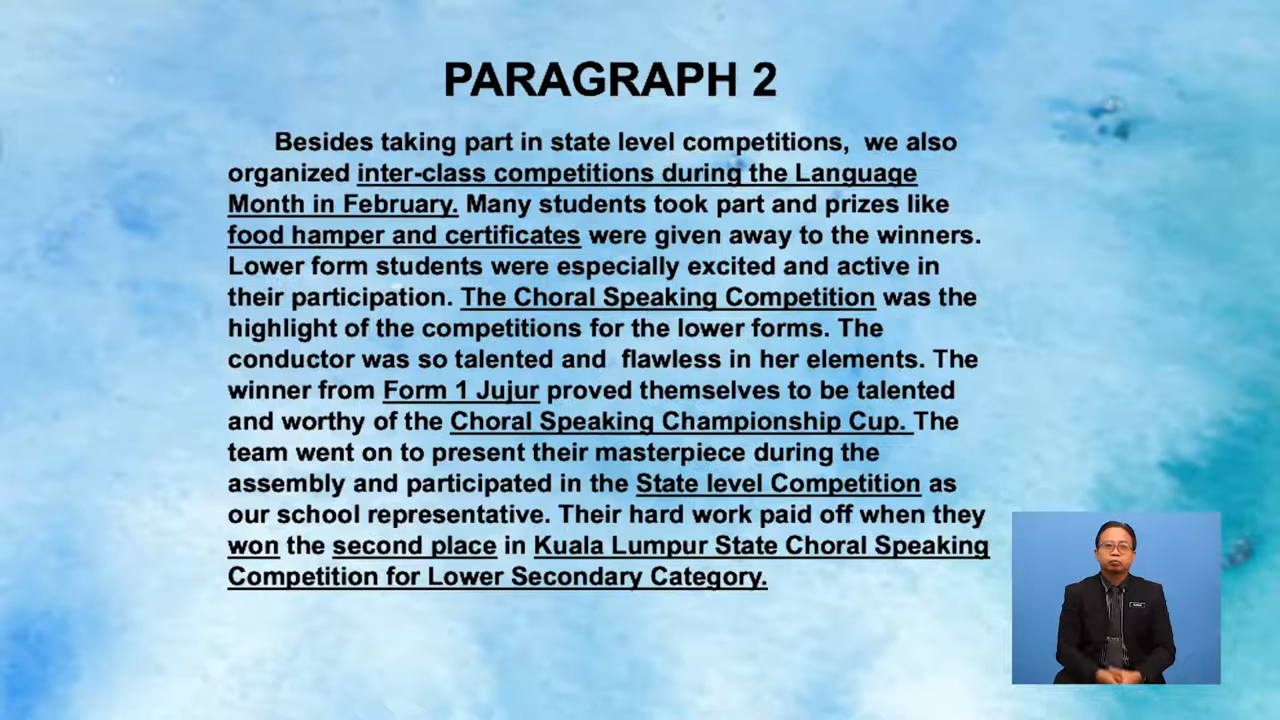 PARAGRAPH 2
Besides taking part in state level competitions, we also
organized inter-class competitions during the Language
Month in February. Many students took part and prizes like
food hamper and certificates were given away to the winners.
Lower form students were especially excited and active in
their participation. The Choral Speaking Competition was the
highlight of the competitions for the lower forms. The
conductor was so talented and flawless in her elements. The
winner from Form 1 Jujur proved themselves to be talented
and worthy of the Choral Speaking Championship Cup. The
team went on to present their masterpiece during the
assembly and participated in the State level Competition as
our school representative. Their hard work paid off when they
won the second place in Kuala Lumpur State Choral Speaking
Competition for Lower Secondary Category.